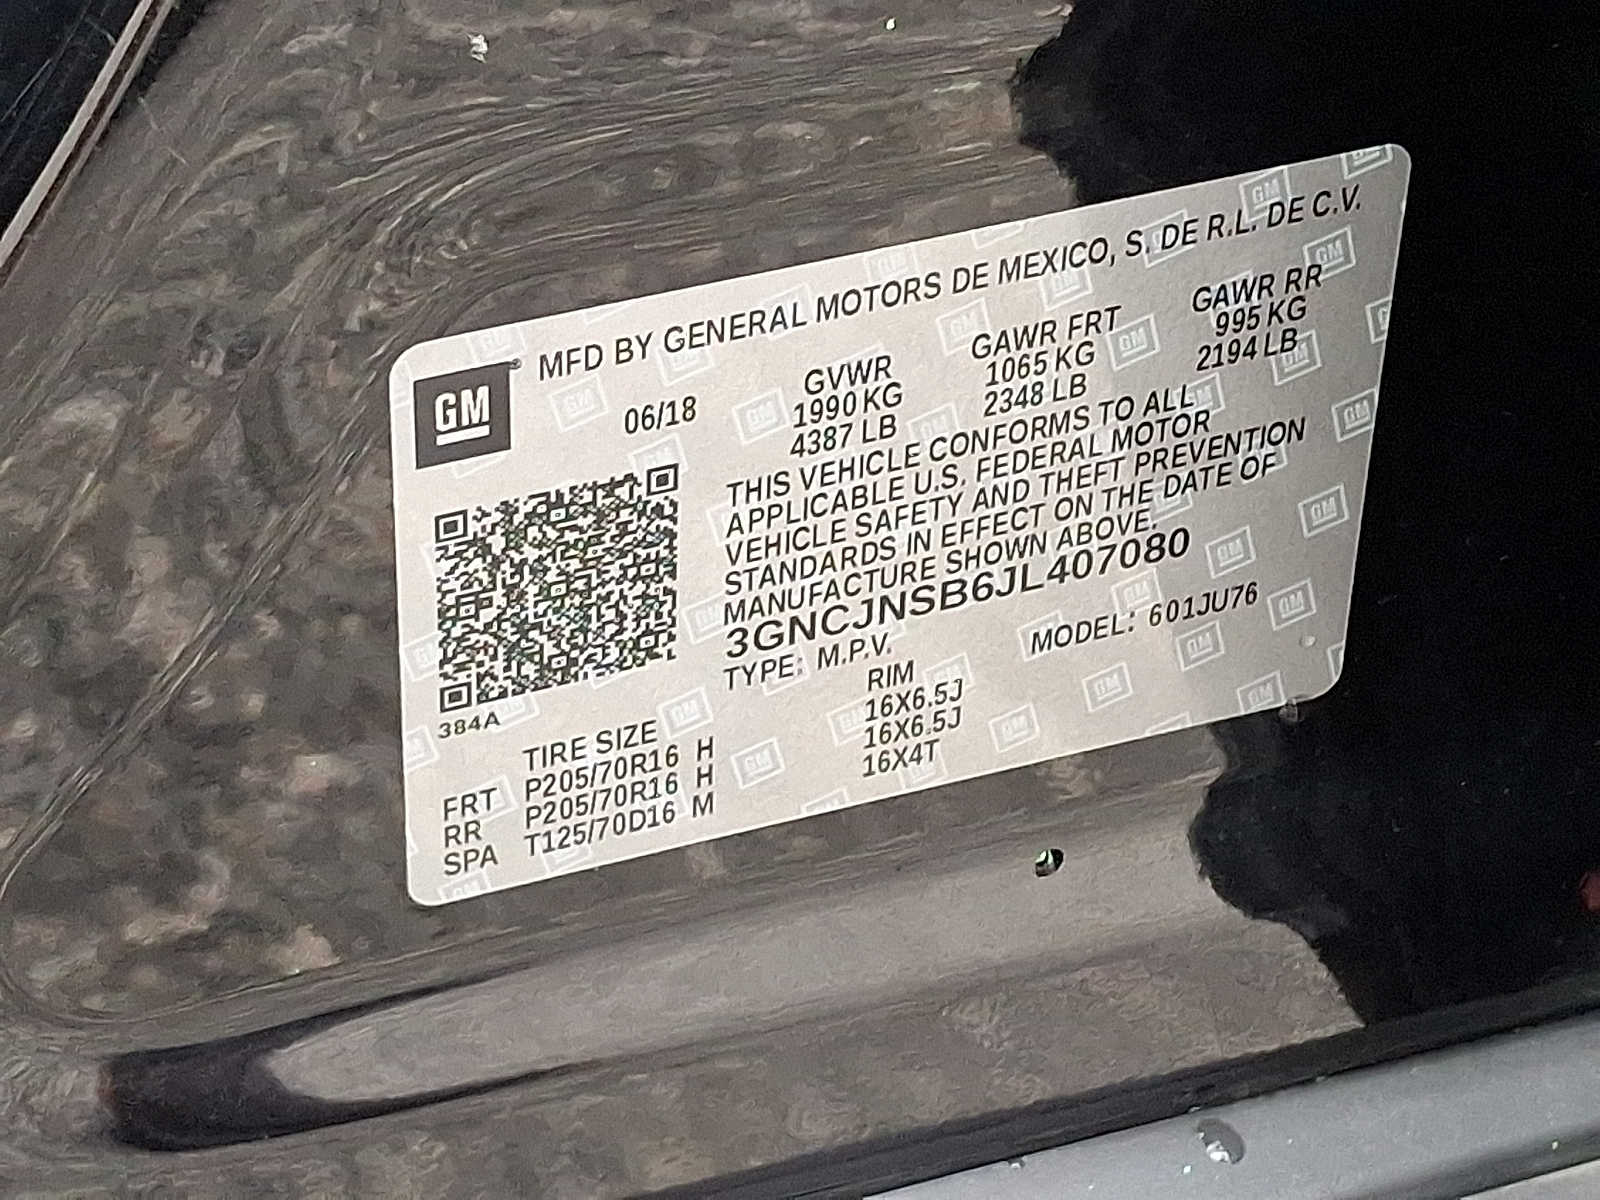 MFD BY GENERAL MOTORS DE MEXICO, S. DE R.L. DE C.V.
GM
06/18
GVWR GAWR FRT GAWR RR
1990 KG 1065 KG 995 KG
4387 LB 2348 LB 2194 LB
THIS VEHICLE CONFORMS TO ALL
APPLICABLE U.S. FEDERAL MOTOR
VEHICLE SAFETY AND THEFT PREVENTION
STANDARDS IN EFFECT ON THE DATE OF
MANUFACTURE SHOWN ABOVE.
3GNCJNSB6JL407080
TYPE: M.P.V. MODEL: 601JU76
384A
TIRE SIZE RIM
FRT P205/70R16 H 16X6.5J
RR P205/70R16 H 16X6.5J
SPA T125/70D16 M 16X4T